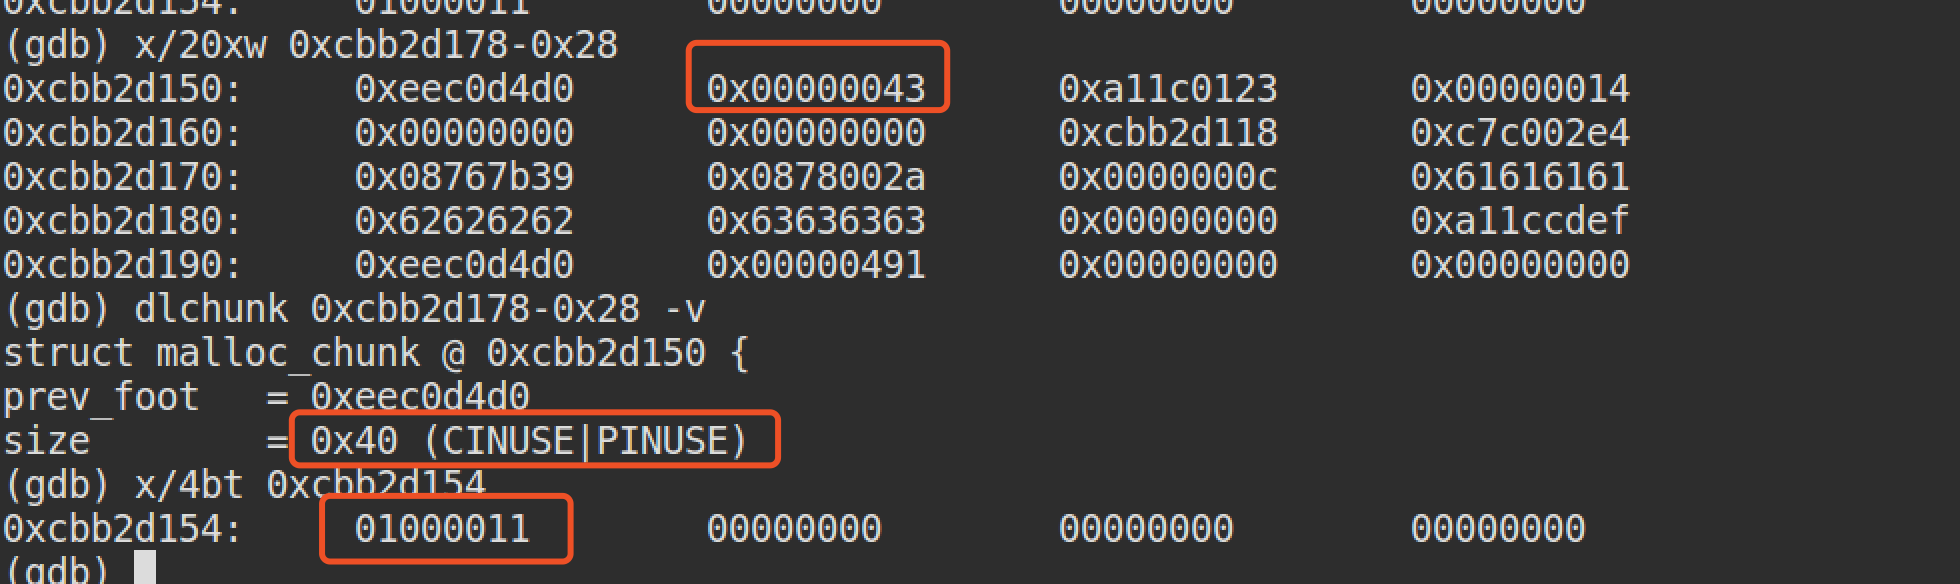 0xcbb2d154: 01000011 00000000 00000000 00000000
(gdb) x/20xw 0xcbb2d178-0x28
0xcbb2d150: 0xeec0d4d0 0x00000043 0xa11c0123 0x00000014
0xcbb2d160: 0x00000000 0x00000000 0xcbb2d118 0xc7c002e4
0xcbb2d170: 0x08767b39 0x0878002a 0x0000000c 0x61616161
0xcbb2d180: 0x62626262 0x63636363 0x00000000 0xa11ccdef
0xcbb2d190: 0xeec0d4d0 0x00000491 0x00000000 0x00000000
(gdb) dlchunk 0xcbb2d178-0x28 -v
struct malloc_chunk @ 0xcbb2d150 {
prev_foot = 0xeec0d4d0
size = 0x40 (CINUSE|PINUSE)
(gdb) x/4bt 0xcbb2d154
0xcbb2d154: 01000011 00000000 00000000 00000000
(gdb)